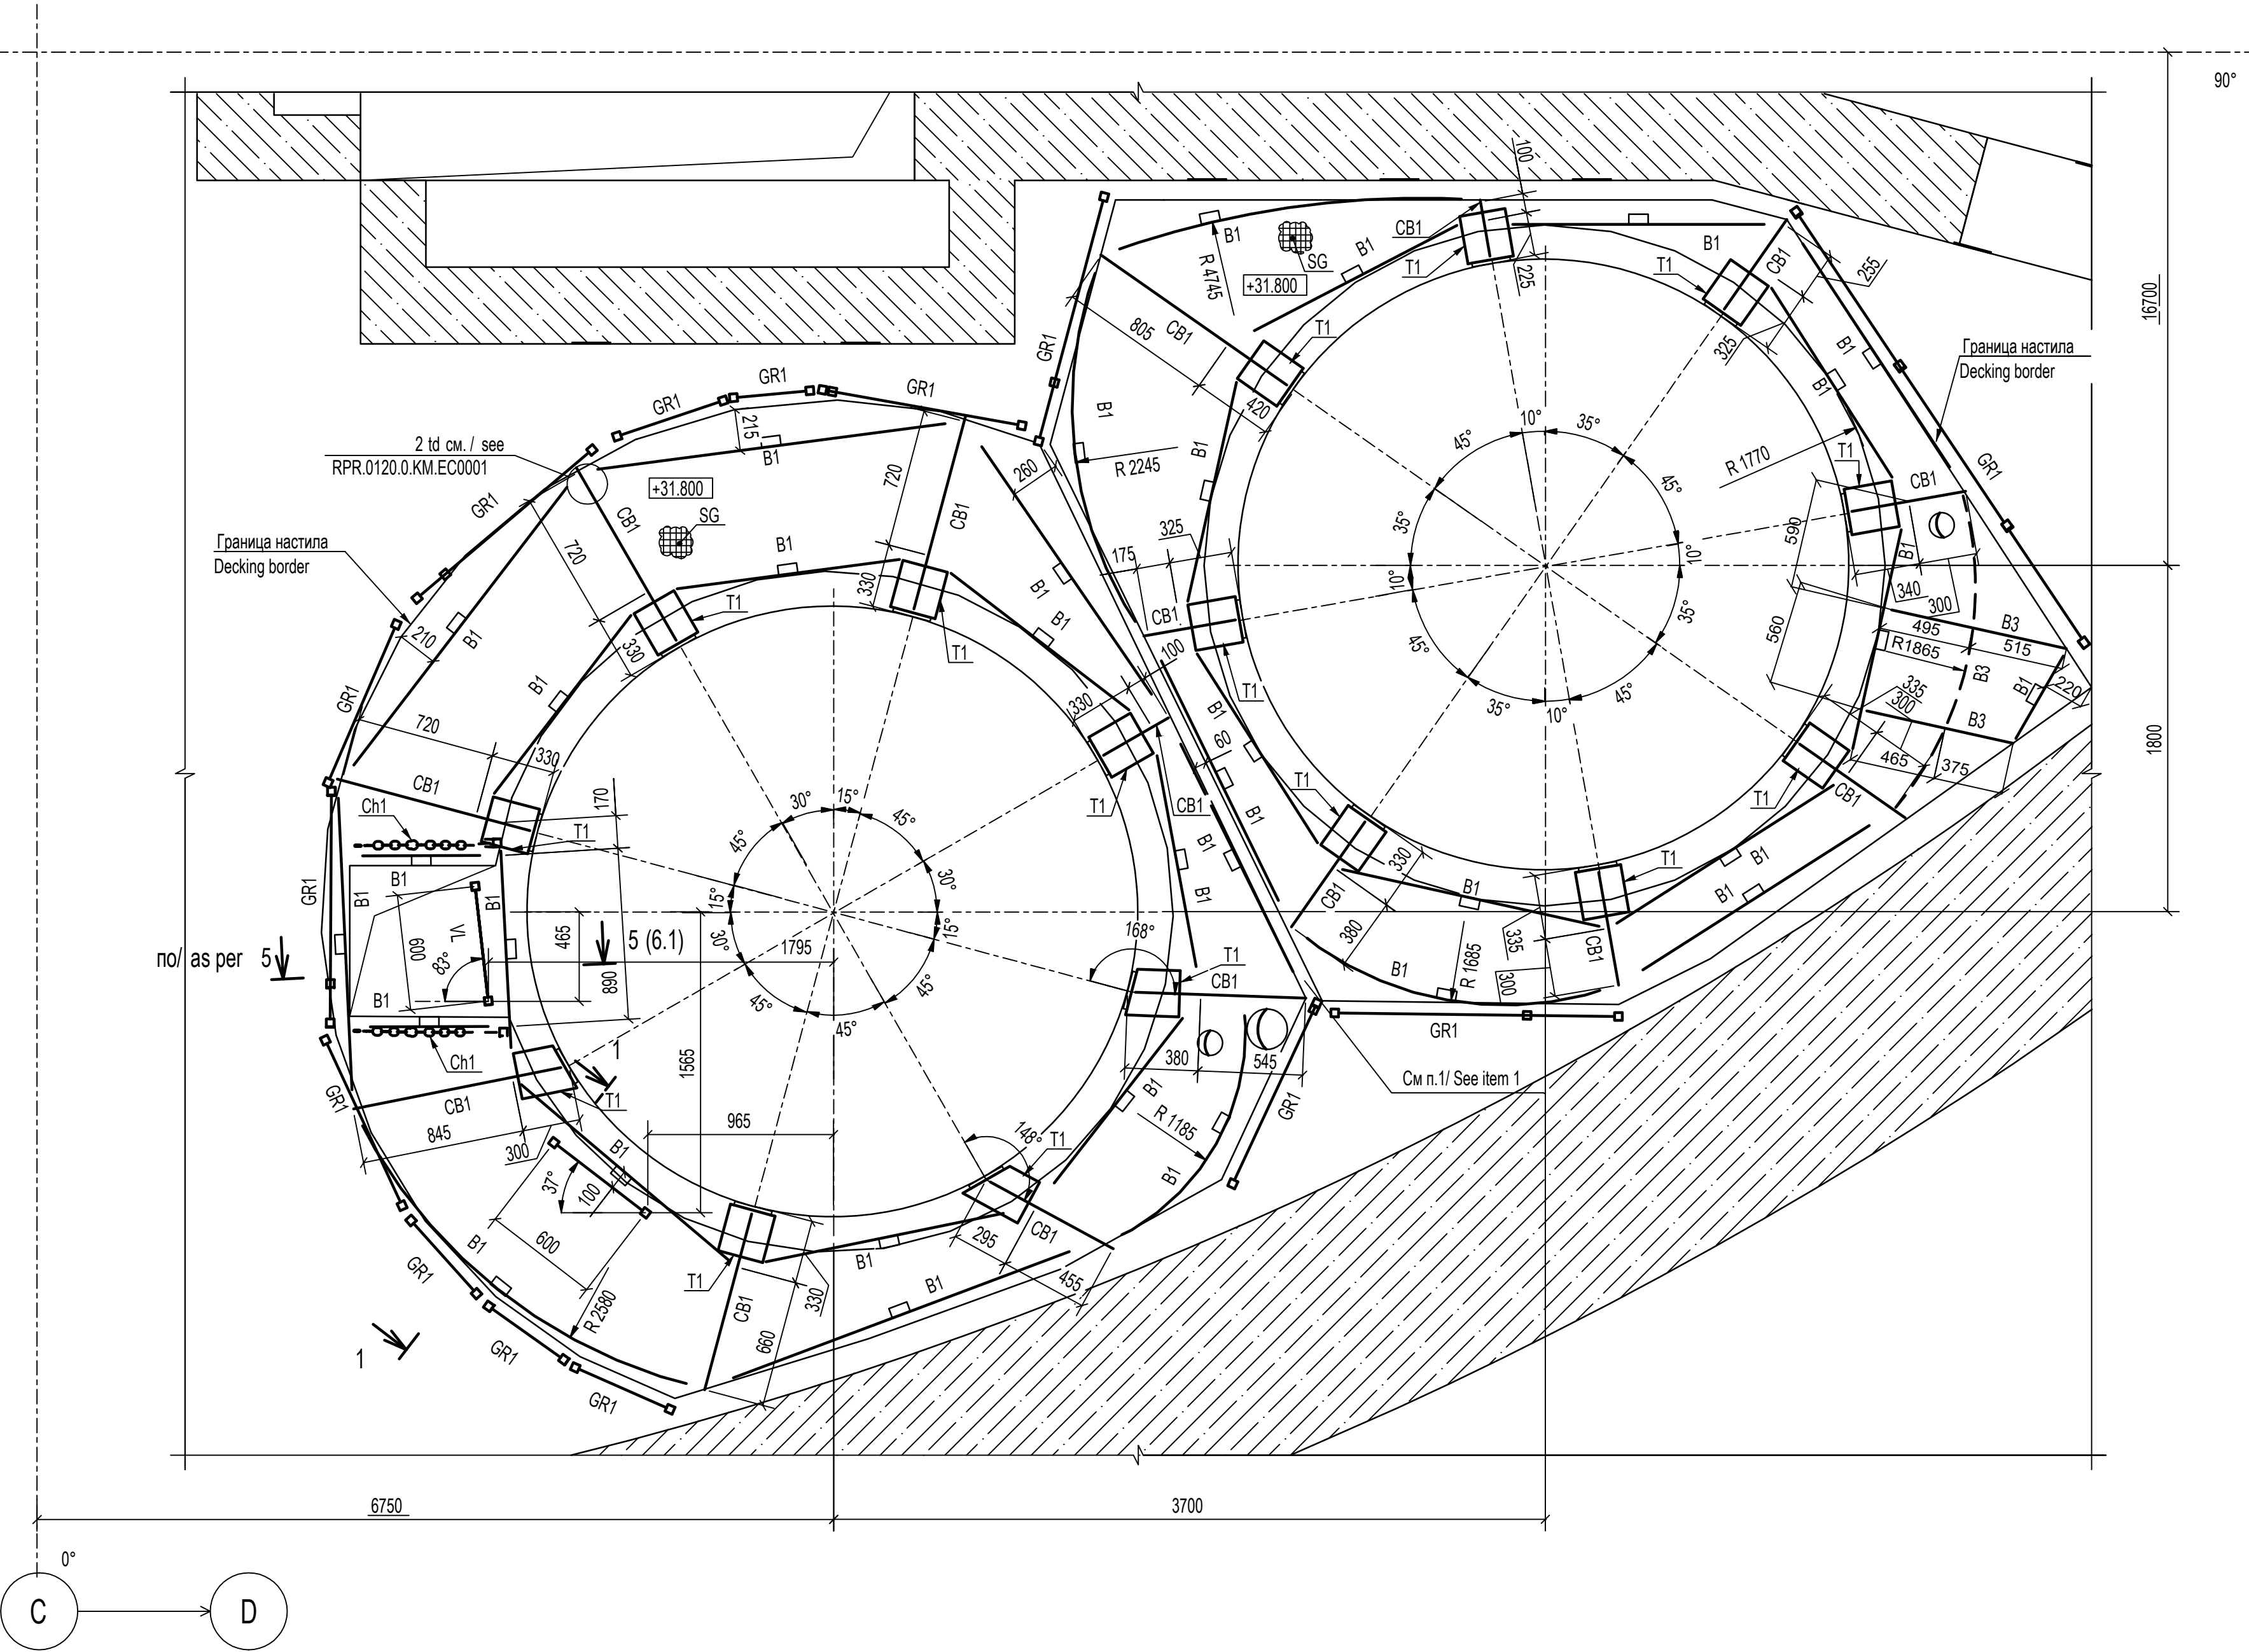 90°
100
B1
CB1
B1
B1
CB1
SG
T1
T1
255
R 4745
225
+31.800
16700
805
CB1
T1
325
B1
Граница настила
Decking border
GR1
GR1
GR1
GR1
B1
420
10°
35°
B1
215
45°
B1
T1
2 td см. / see
RPR.0120.0.KM.EC0001
B1
R 2245
R 1770
260
720
GR1
45°
CB1
+31.800
GR1
SG
CB1
CB1
325
35°
590
Граница настила
Decking border
720
B1
175
10°
B1
10°
340
300
330
B1
B1
T1
CB1
35°
560
B3
495
515
R1865
210
B1
330
T1
45°
B3
B1
220
GR1
B1
100
T1
45°
335
300
B3
720
330
B1
35°
10°
60
1800
330
465
375
CB1
170
30°
15°
T1
CB1
B1
T1
T1
CB1
Ch1
T1
45°
45°
B1
330
T1
B1
GR1
B1
B1
B1
30°
B1
CB1
B1
B1
VL
600
83°
465
15°
30°
1795
5 (6.1)
15°
168°
380
335
CB1
по/ as per 5
890
T1
CB1
B1
R 1685
300
B1
45°
45°
45°
GR1
Ch1
1
1565
380
545
См п.1/ See item 1
GR1
CB1
T1
965
B1
R 1185
GR1
845
300
B1
148°
T1
37°
100
B1
B1
600
295
CB1
GR1
T1
B1
455
R 2580
CB1
330
B1
660
1
GR1
GR1
6750
3700
0°
C
D